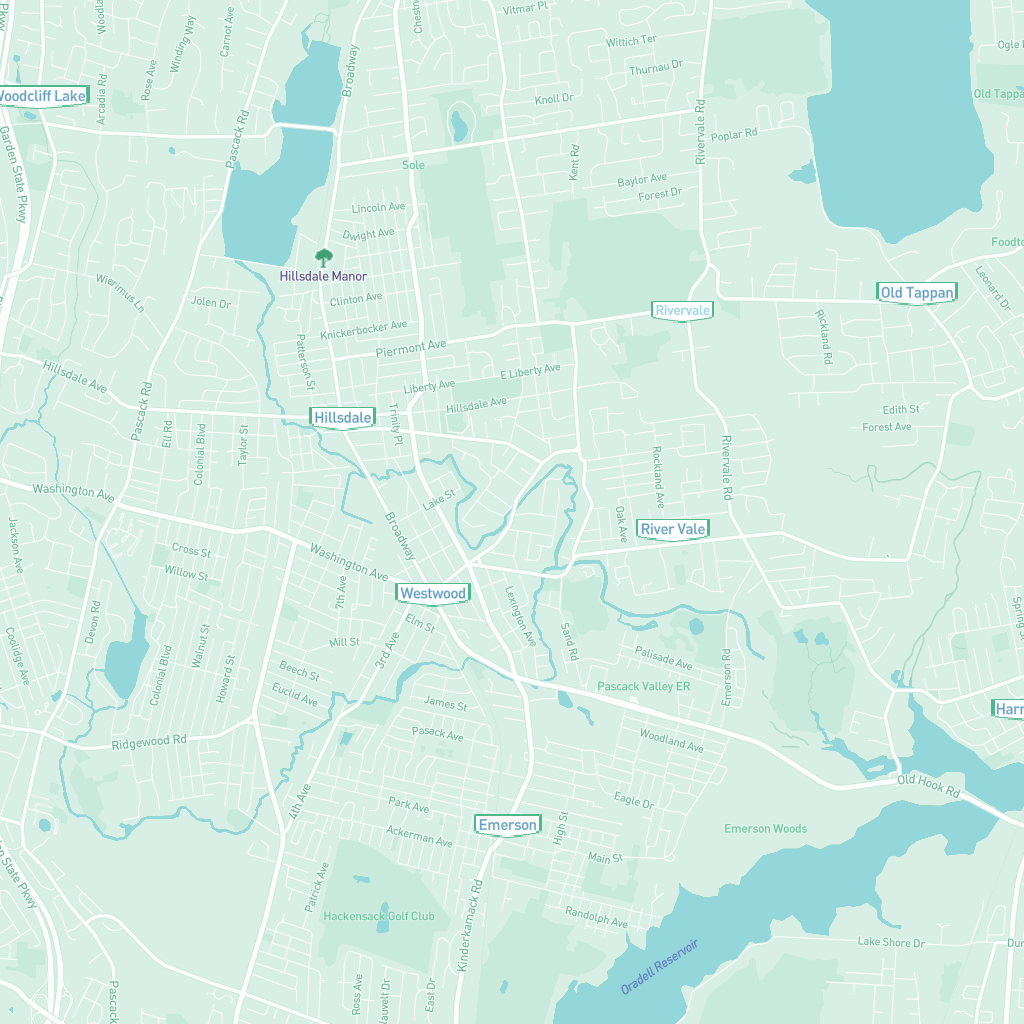 Vitmar Pl
Wittich Ter
Thurnau Dr
Winding Way
Carnot Ave
Rose Ave
Arcadia Rd
Broadway
Woodcliff Lake
Old Tappan
Knoll Dr
Pascack Rd
Rivervale Rd
Poplar Rd
Garden State Pkwy
Sole
Kent Rd
Baylor Ave
Forest Dr
Lincoln Ave
Dwight Ave
Hillsdale Manor
Wierimus Ln
Jolen Dr
Clinton Ave
Leonard Dr
Old Tappan
Rivervale
Knickerbocker Ave
Piermont Ave
Rickland Rd
Patterson St
Hillsdale Ave
E Liberty Ave
Liberty Ave
Hillsdale Ave
Pascack Rd
Trinity Pl
Edith St
Forest Ave
Hillsdale
Ell Rd
Colonial Blvd
Taylor St
Rockland Ave
Rivervale Rd
Washington Ave
Lake St
Oak Ave
River Vale
Jackson Ave
Broadway
Cross St
Washington Ave
Willow St
7th Ave
Westwood
Lexington Ave
Devon Rd
Elm St
Sand Rd
Walnut St
Mill St
3rd Ave
Coolidge Ave
Palisade Ave
Emerson Rd
Colonial Blvd
Howard St
Beech St
Euclid Ave
Pascack Valley ER
James St
Pasack Ave
Woodland Ave
Ridgewood Rd
Old Hook Rd
4th Ave
Park Ave
Eagle Dr
Emerson
High St
Emerson Woods
Ackerman Ave
Main St
Patrick Ave
Hackensack Golf Club
Randolph Ave
Kinderkamack Rd
Oradell Reservoir
Lake Shore Dr
Ross Ave
East Dr